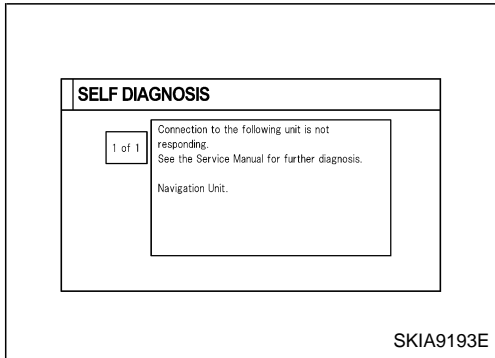 SELF DIAGNOSIS
1 of 1
Connection to the following unit is not
responding.
See the Service Manual for further diagnosis.
Navigation Unit.
SKIA9193E